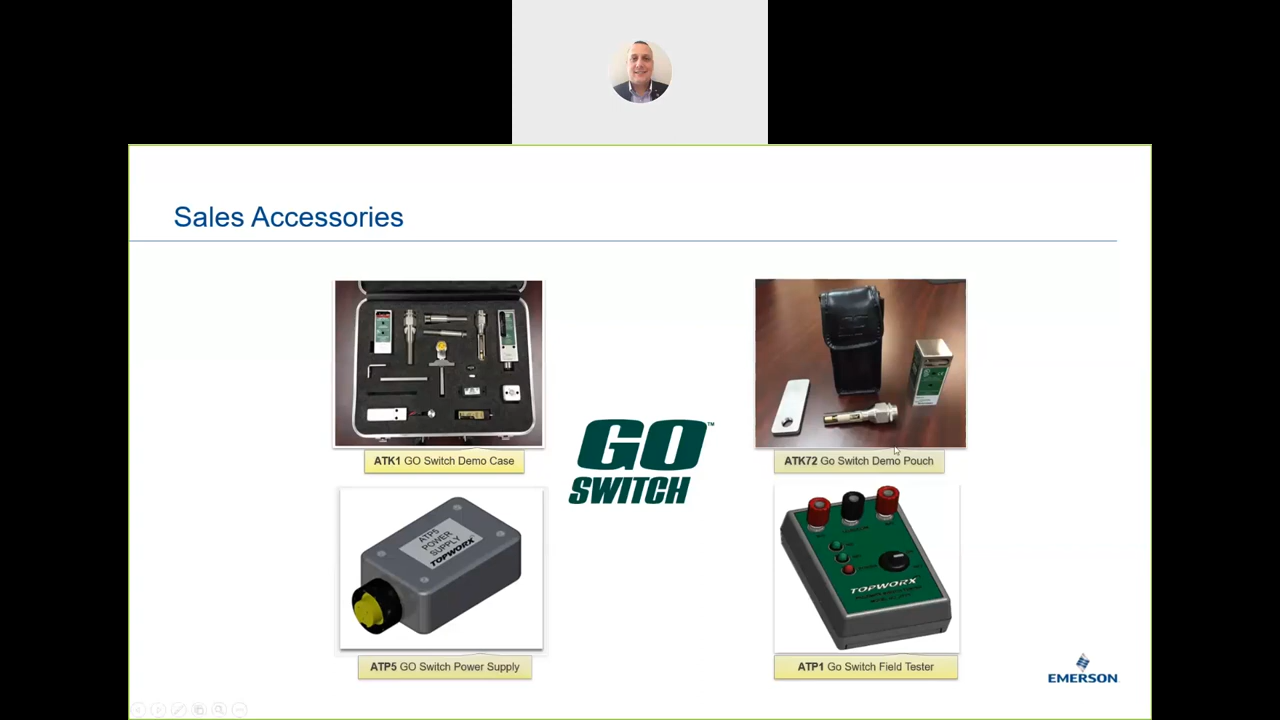 Sales Accessories
ATK1 GO Switch Demo Case
ATK72 Go Switch Demo Pouch
GO™
SWITCH
ATP5
POWER
SUPPLY
TOPWORX
TOPWORX
ATP5 GO Switch Power Supply
ATP1 Go Switch Field Tester
EMERSON